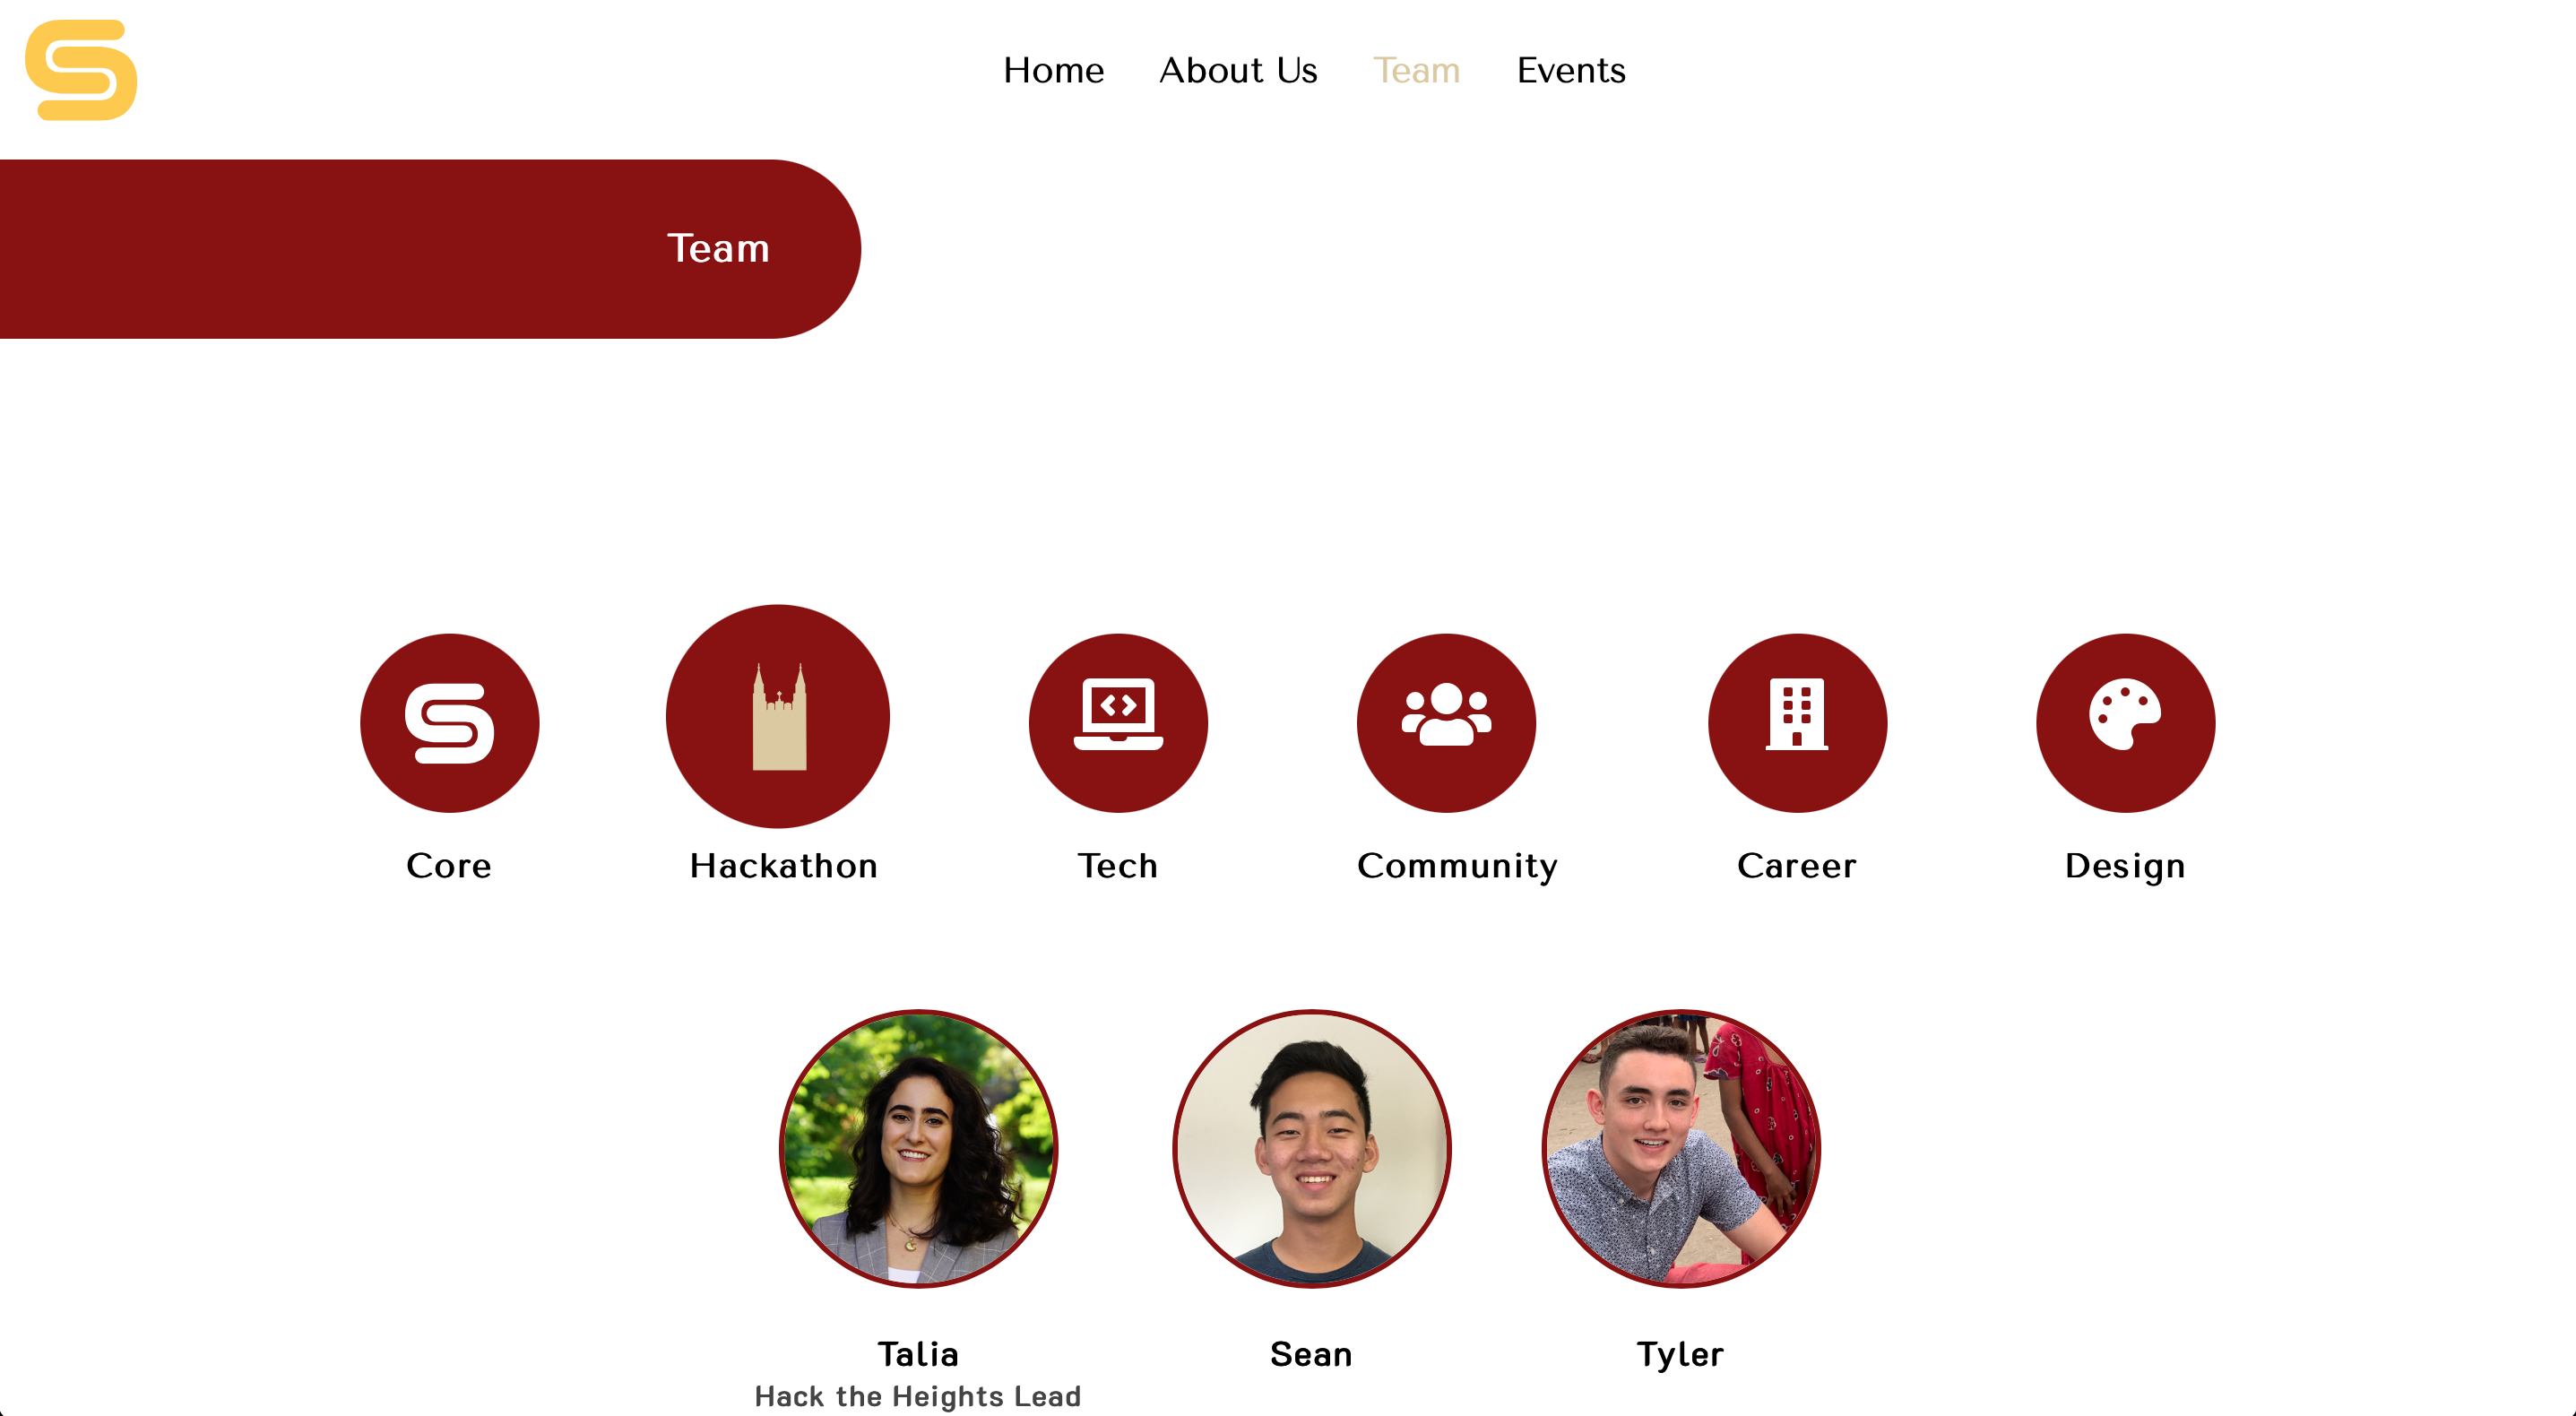 Home About Us Team Events
Team
Core Hackathon Tech Community Career Design
Talia Sean Tyler
Hack the Heights Lead